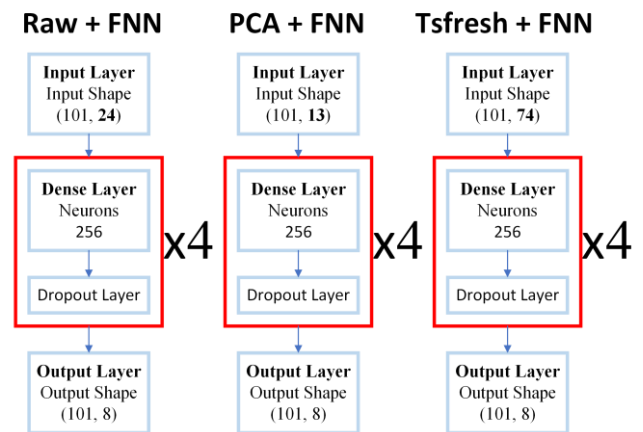 Raw + FNN
Input Layer
Input Shape
(101, 24)
Dense Layer
Neurons
256
Dropout Layer
x4
Output Layer
Output Shape
(101, 8)
PCA + FNN
Input Layer
Input Shape
(101, 13)
Dense Layer
Neurons
256
Dropout Layer
x4
Output Layer
Output Shape
(101, 8)
Tsfresh + FNN
Input Layer
Input Shape
(101, 74)
Dense Layer
Neurons
256
Dropout Layer
x4
Output Layer
Output Shape
(101, 8)